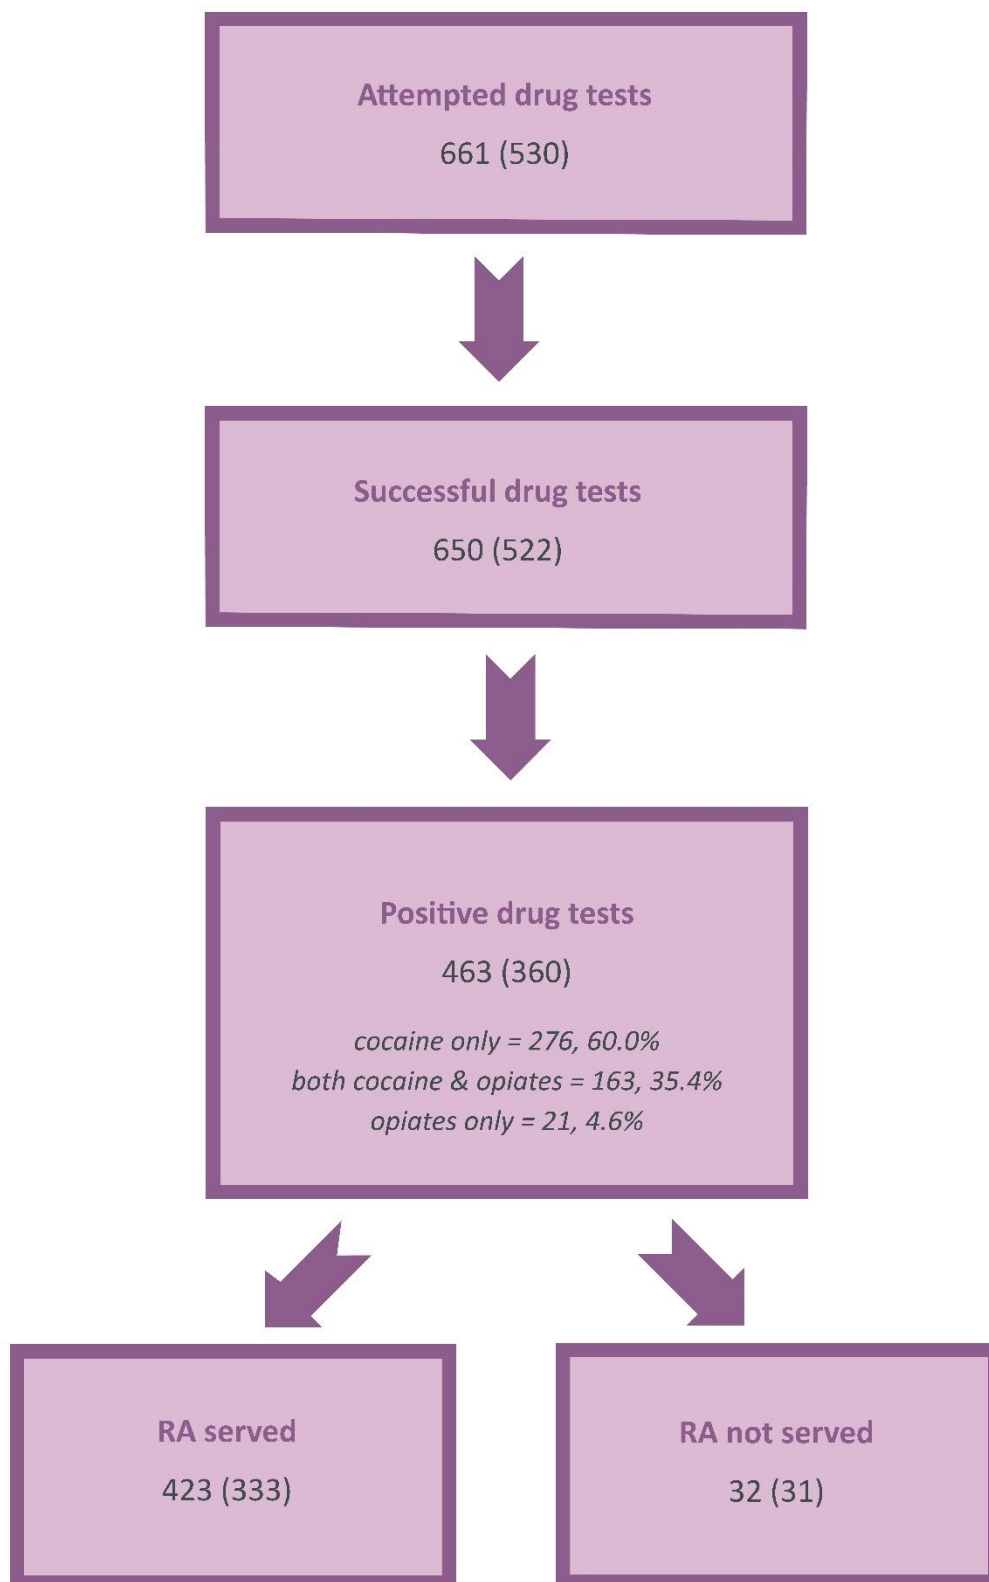 Attempted drug tests
661 (530)
Successful drug tests
650 (522)
Positive drug tests
463 (360)
cocaine only = 276, 60.0%
both cocaine & opiates = 163, 35.4%
opiates only = 21, 4.6%
RA served
423 (333)
RA not served
32 (31)